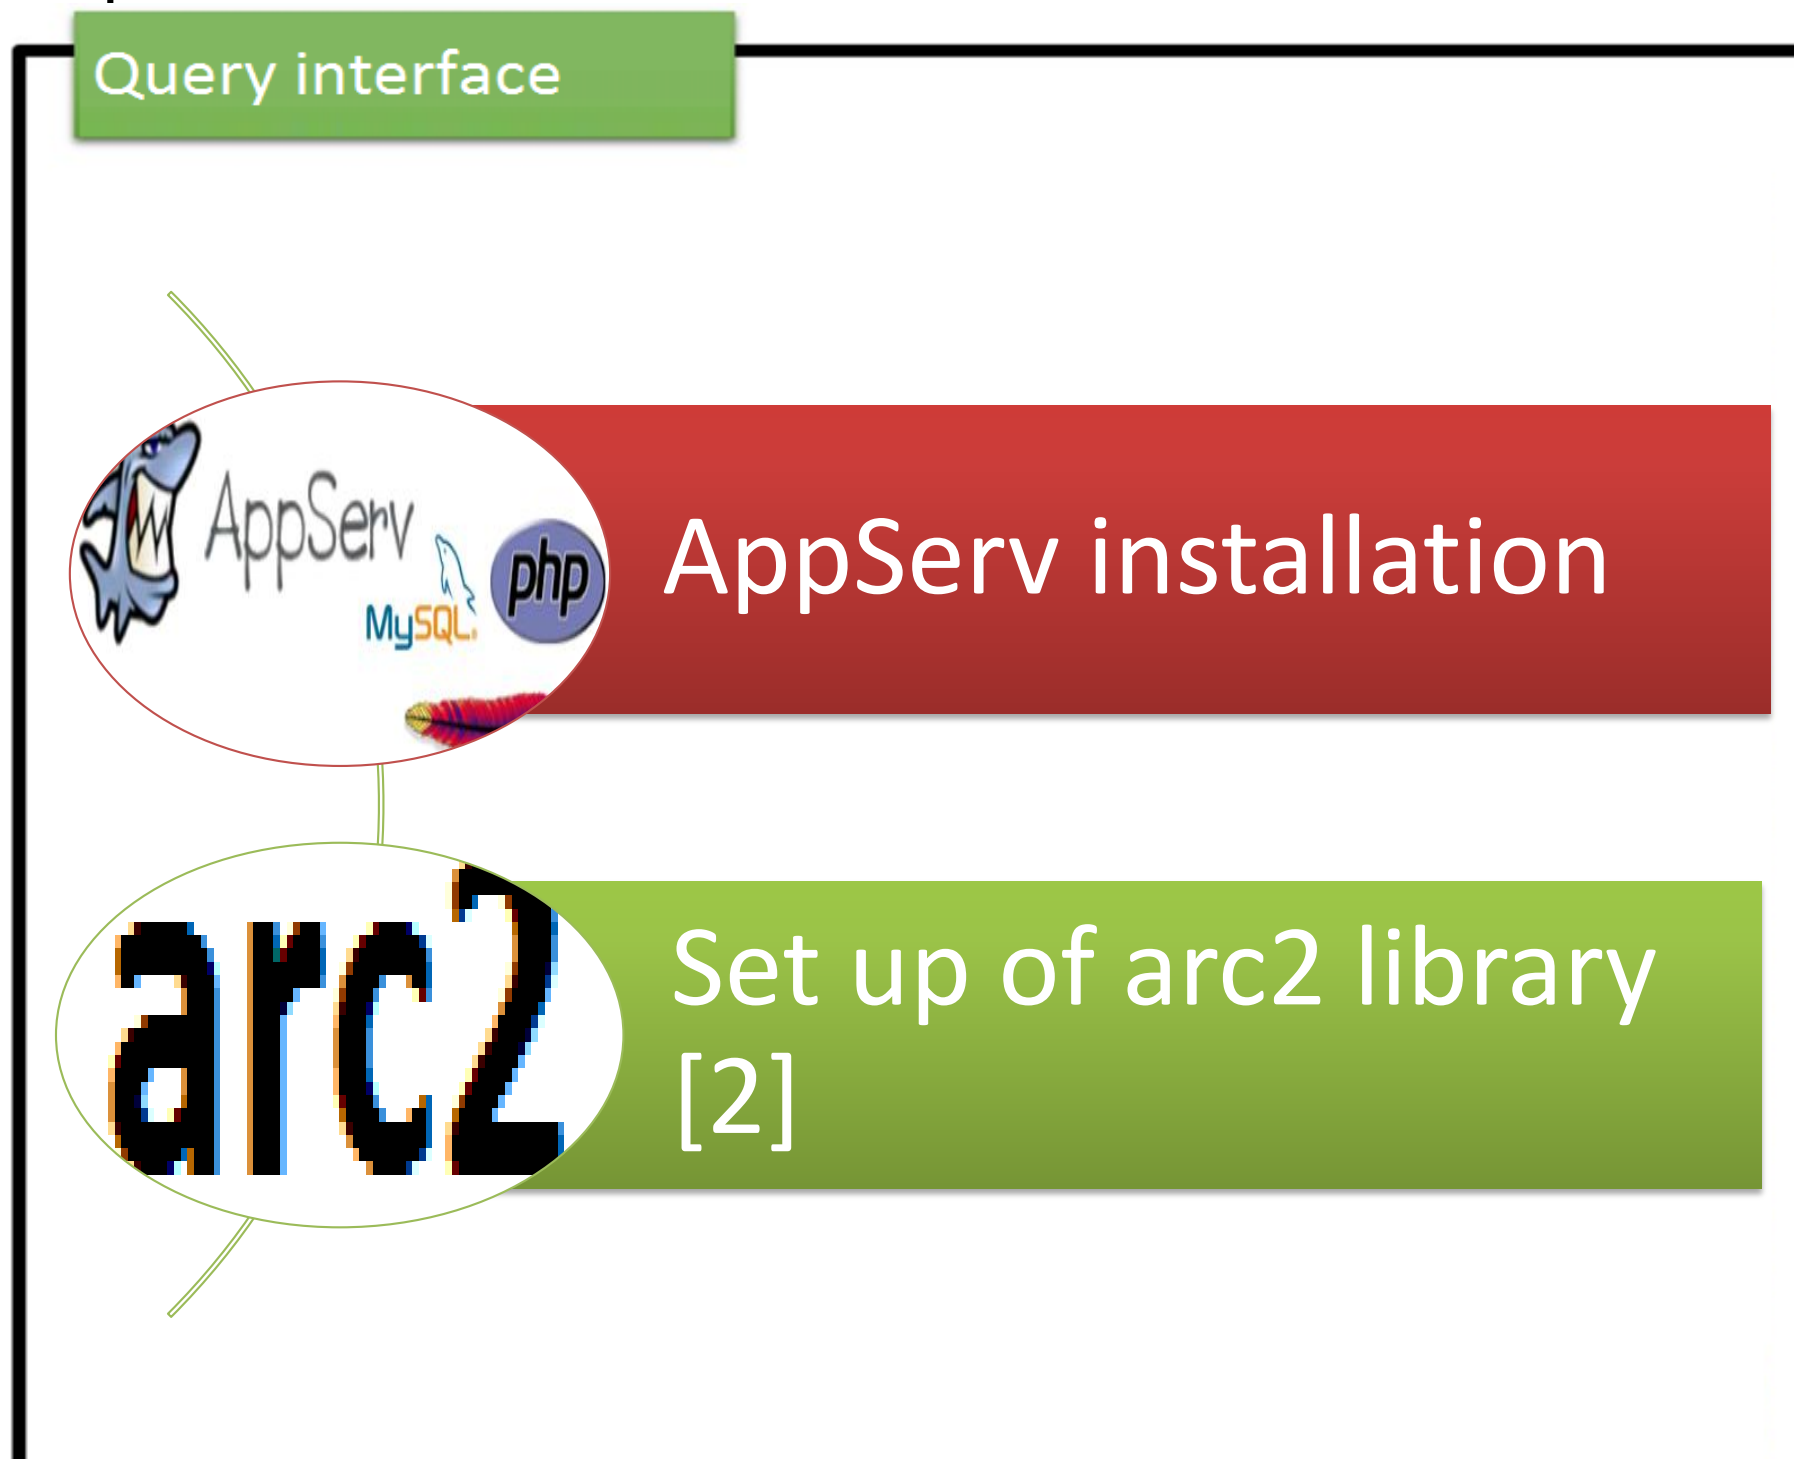 Query interface
AppServ
MySQL
php
AppServ installation
arc2
Set up of arc2 library
[2]